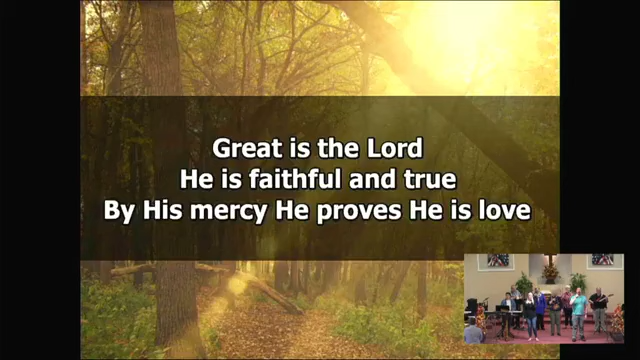 Great is the Lord
He is faithful and true
By His mercy He proves He is love